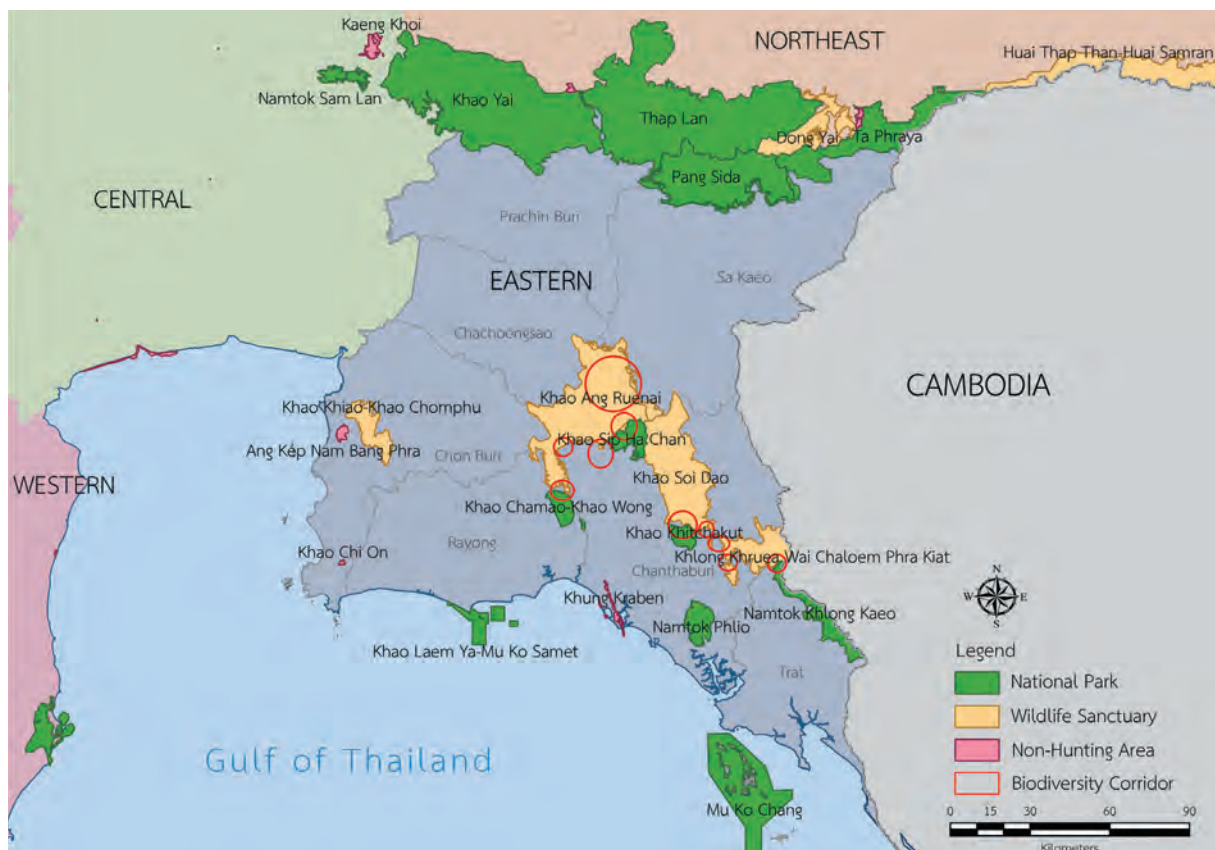 Kaeng Khoi
NORTHEAST
Huai Thap Than-Huai Samran
Namtok Sam Lan
Khao Yai
Thap Lan
Dong Yai
Ta Phraya
Pang Sida
CENTRAL
Prachin Buri
EASTERN
Sa Kaeo
Chachoengsao
CAMBODIA
Khao Ang Ruenai
Khao Khiao-Khao Chomphu
Khao Sip Ha Chan
Ang Kep Nam Bang Phra
Chon Buri
WESTERN
Khao Soi Dao
Khao Chamao-Khao Wong
Khao Khitchakut
Rayong
Khao Chi On
Khlong Khruea Wai Chaloem Phra Kiat
Chanthaburi
Khung Kraben
Namtok Khlong Kaeo
Namtok Phlio
Khao Laem Ya-Mu Ko Samet
Trat
Gulf of Thailand
Mu Ko Chang
N
W E
S
Legend
National Park
Wildlife Sanctuary
Non-Hunting Area
Biodiversity Corridor
0 15 30 60 90
Kilometers